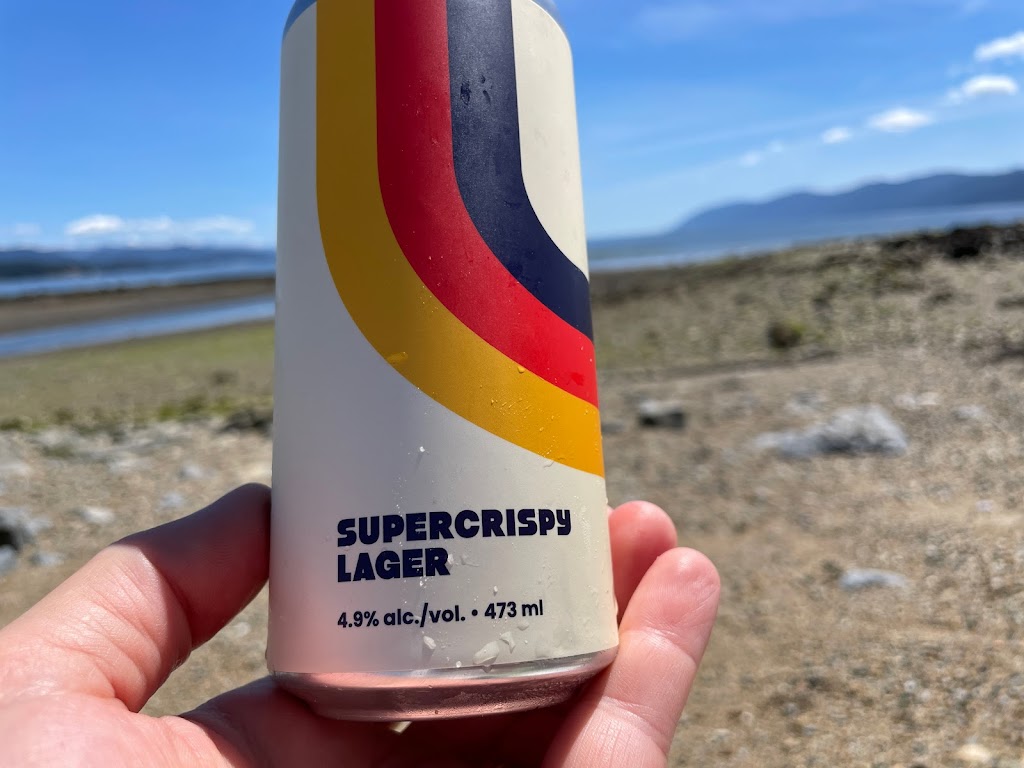 SUPERCRISPY
LAGER
4.9% alc./vol. • 473 ml